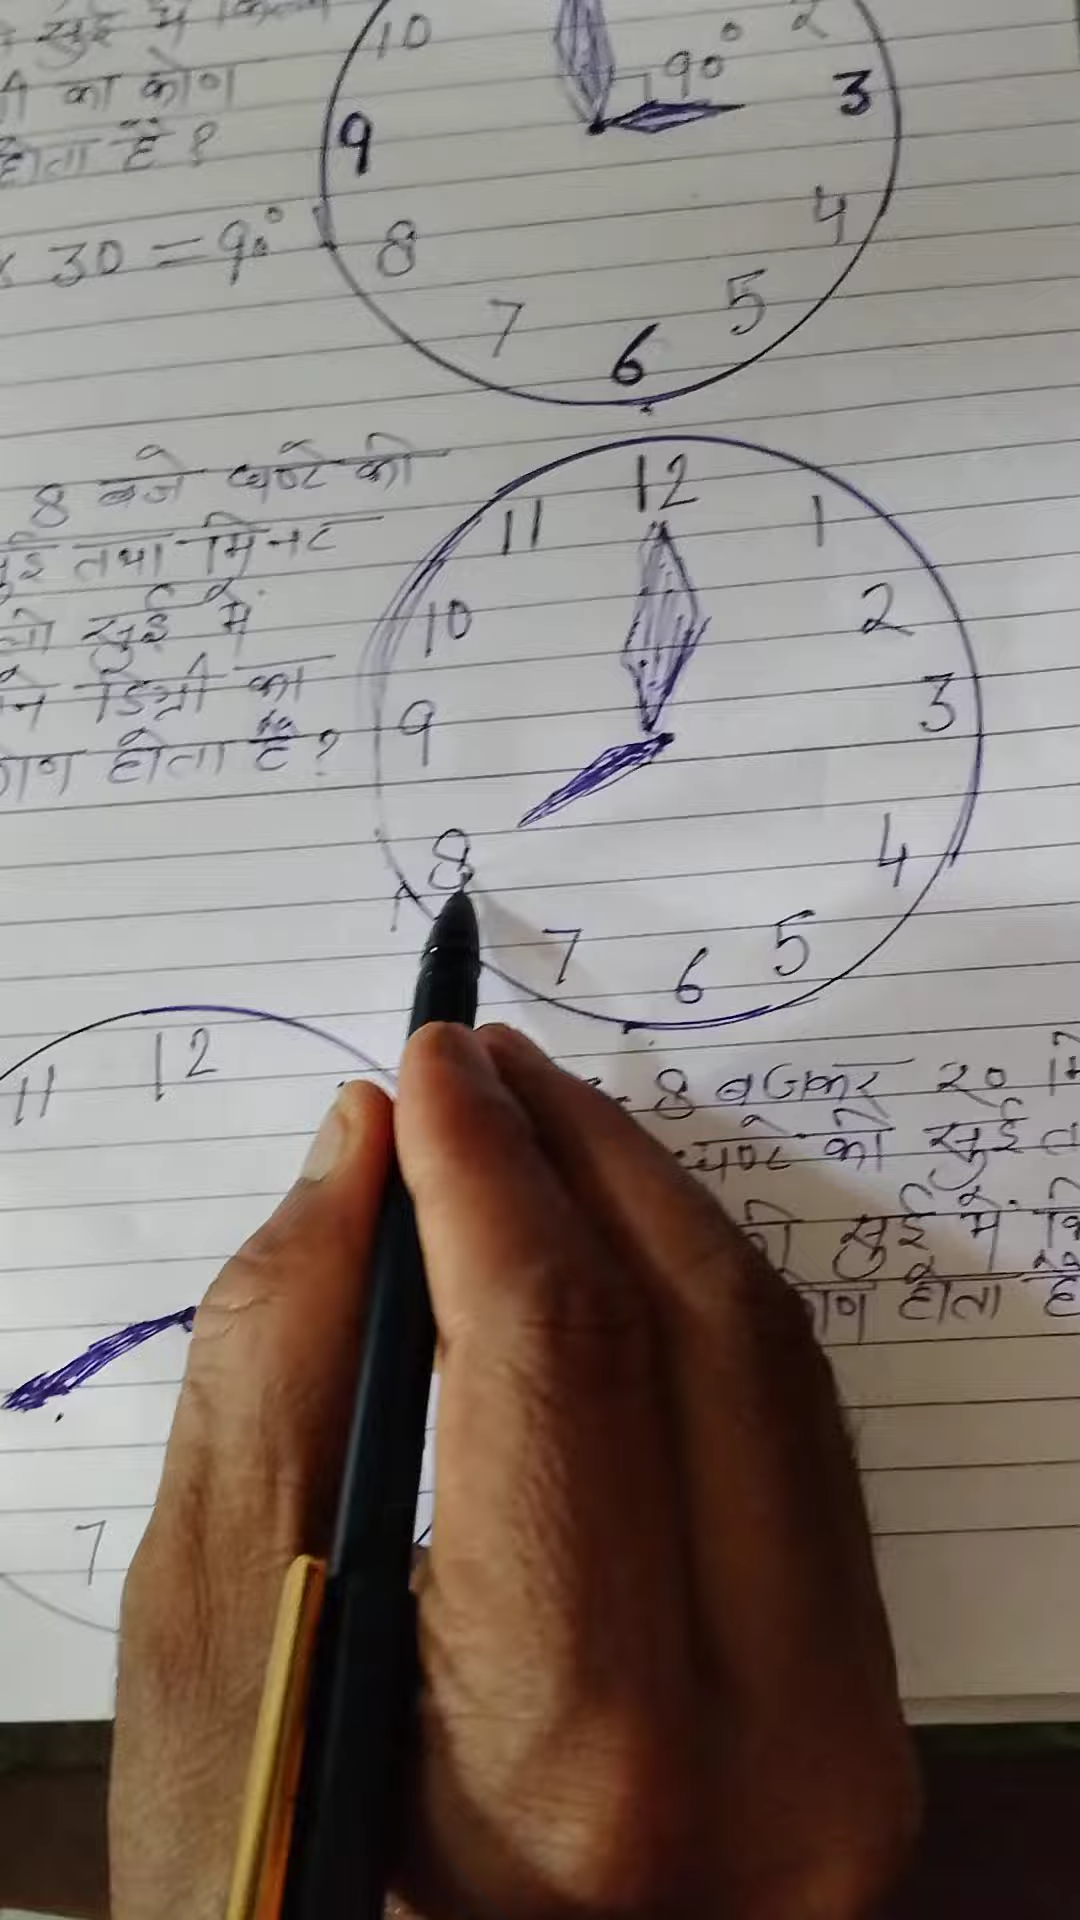 सुई में
का कोण
होता है?
x 30 = 90°
10
2
90°
9
3
8
4
7
5
6
8 बजे घण्टे की
तथा मिनट
सुई में
डिग्री का
होता है?
12
11
1
10
2
9
3
8
4
7
5
6
12
11
7
8 बजकर 20
घण्टे की सुई
सुई में
होता